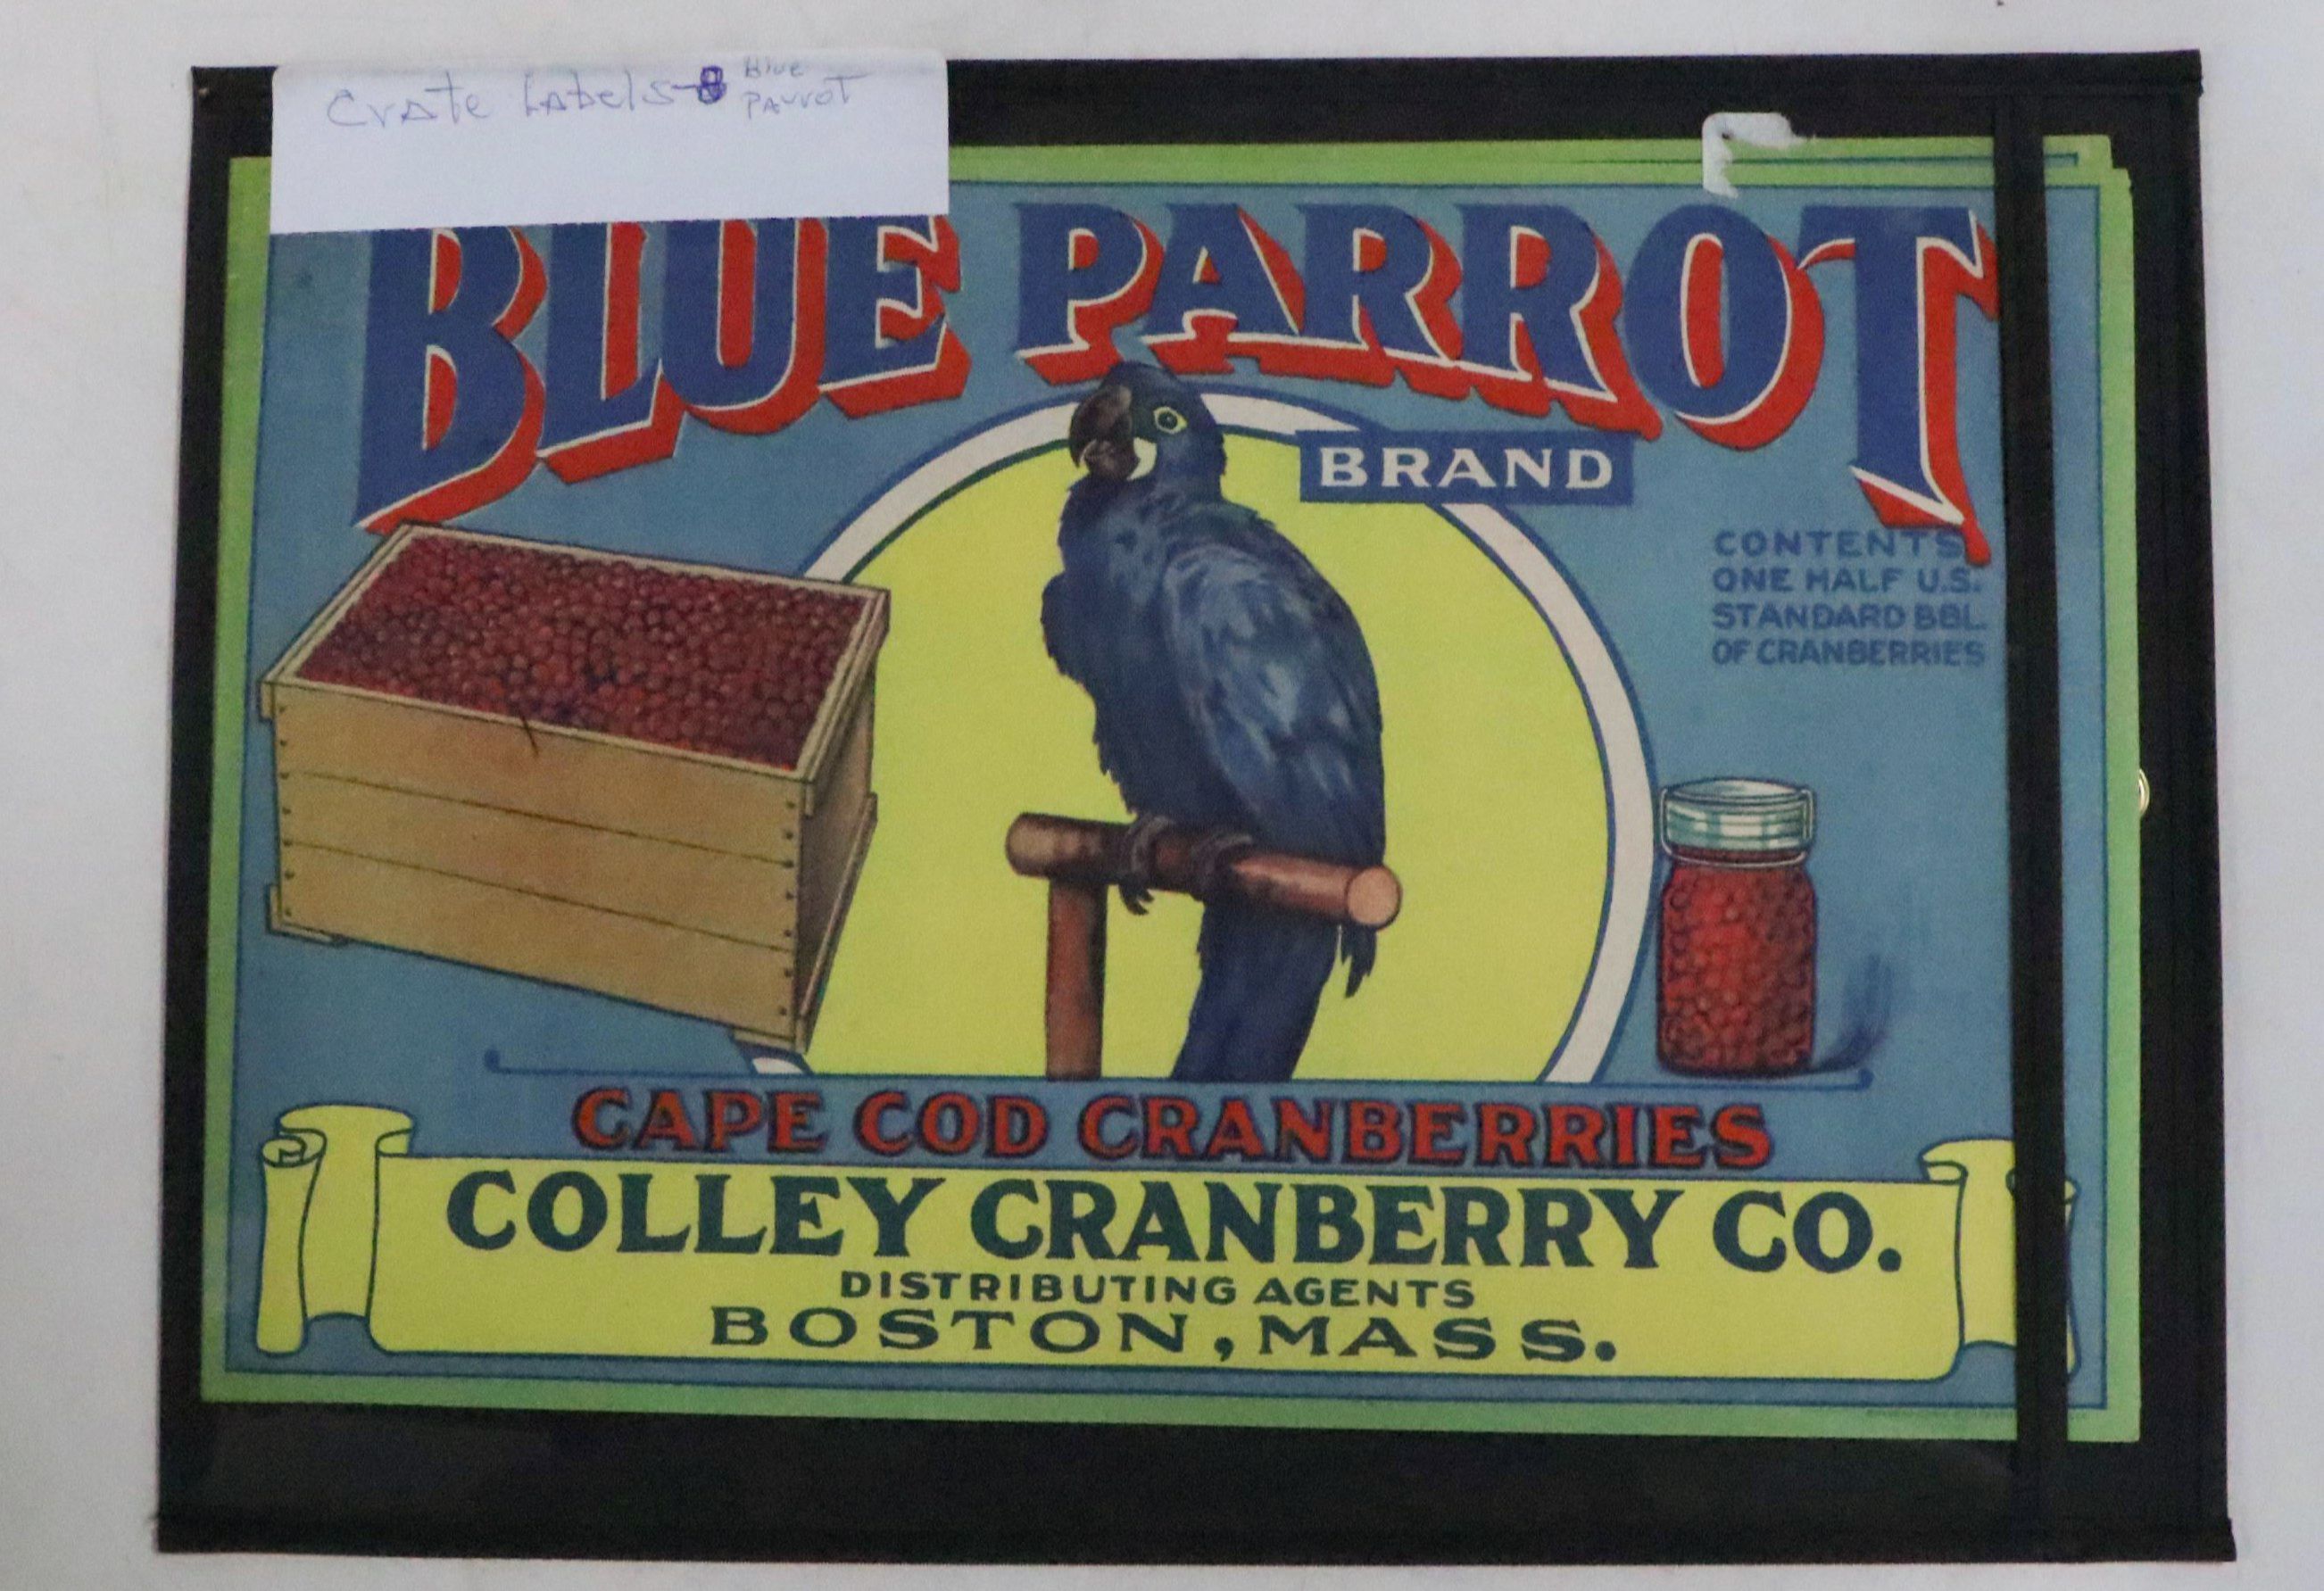 Crate Labels-8 Blue
Parrot
BLUE PARROT
BRAND
CONTENTS
ONE HALF U.S.
STANDARD BBL.
OF CRANBERRIES
CAPE COD CRANBERRIES
COLLEY CRANBERRY CO.
DISTRIBUTING AGENTS
BOSTON, MASS.